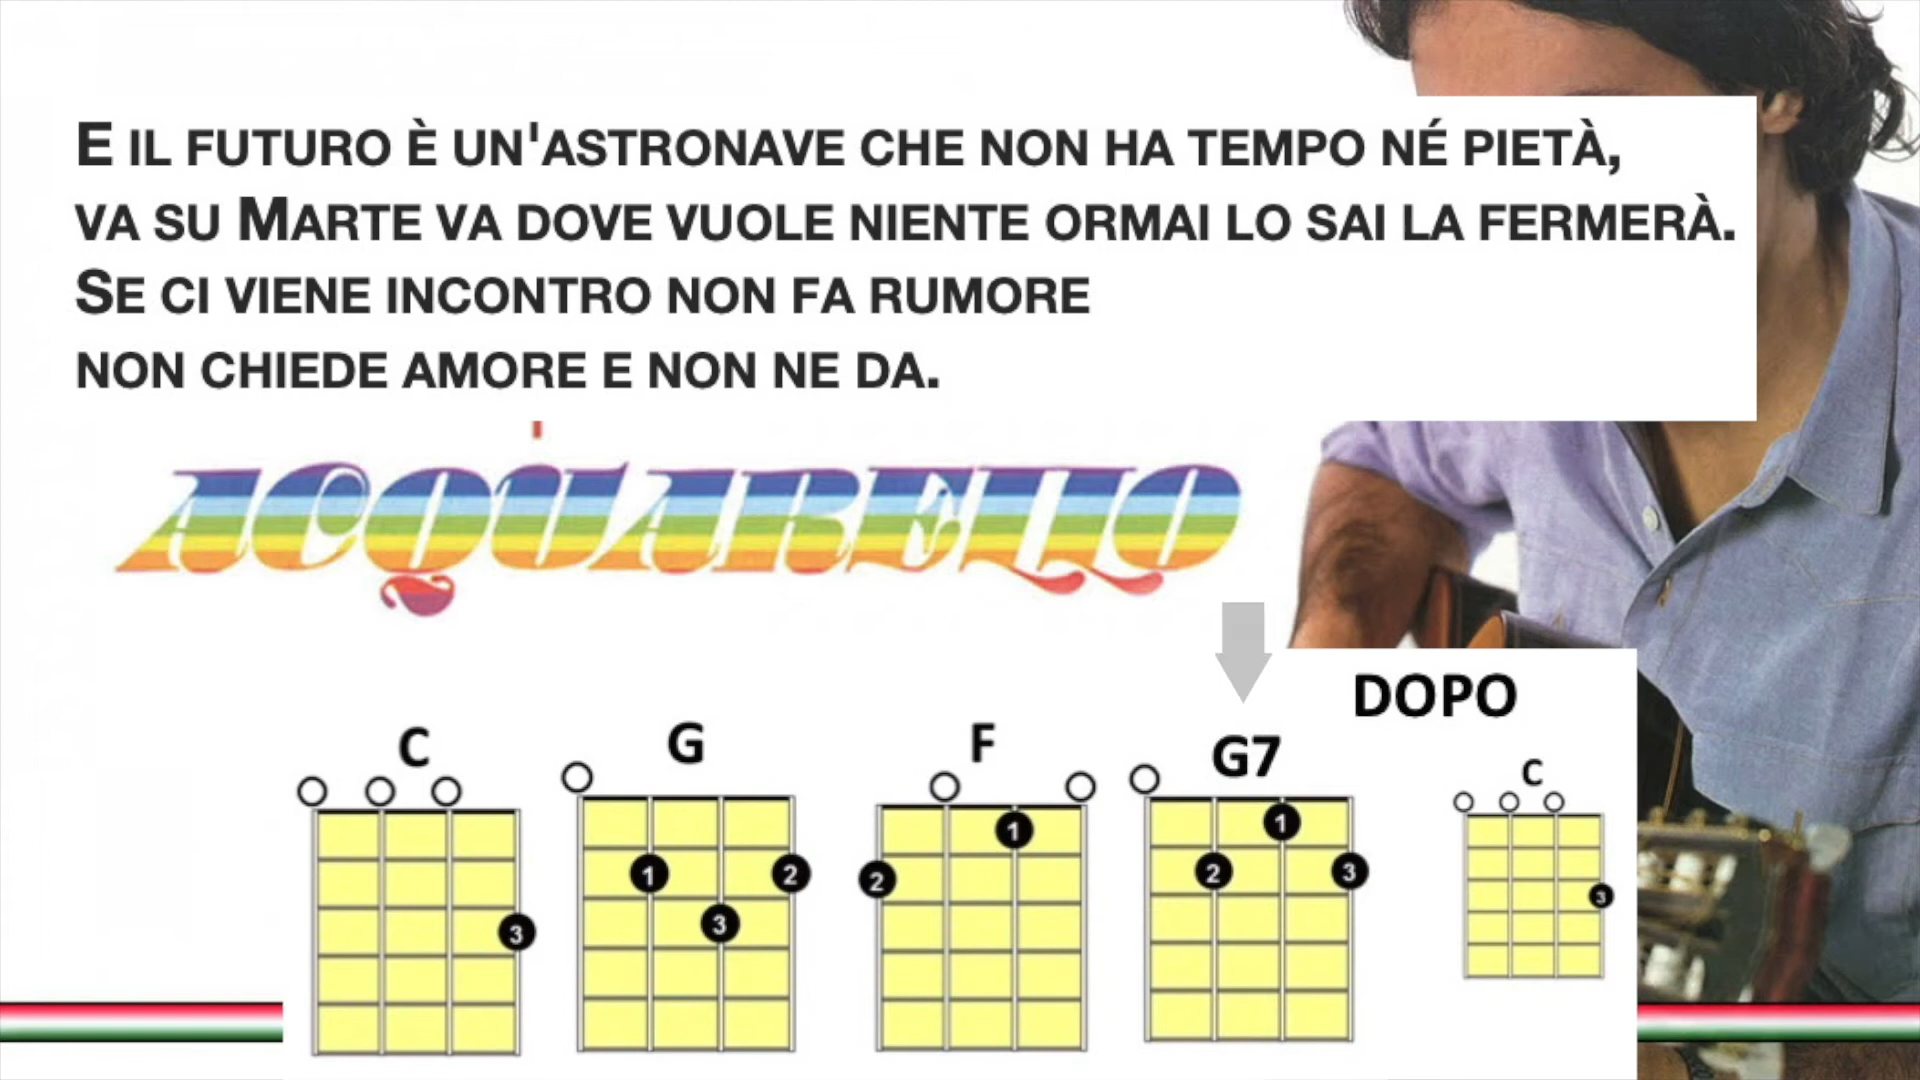 E IL FUTURO È UN'ASTRONAVE CHE NON HA TEMPO NÉ PIETÀ,
VA SU MARTE VA DOVE VUOLE NIENTE ORMAI LO SAI LA FERMERÀ.
SE CI VIENE INCONTRO NON FA RUMORE
NON CHIEDE AMORE E NON NE DA.
ACQUARELLO
DOPO
C G F G7 C
1 1
1 2 2 2 3
3 3 3